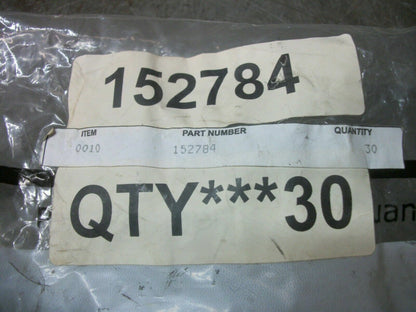 152784
ITEM PART NUMBER QUANTITY
0010 152784 30
QTY***30